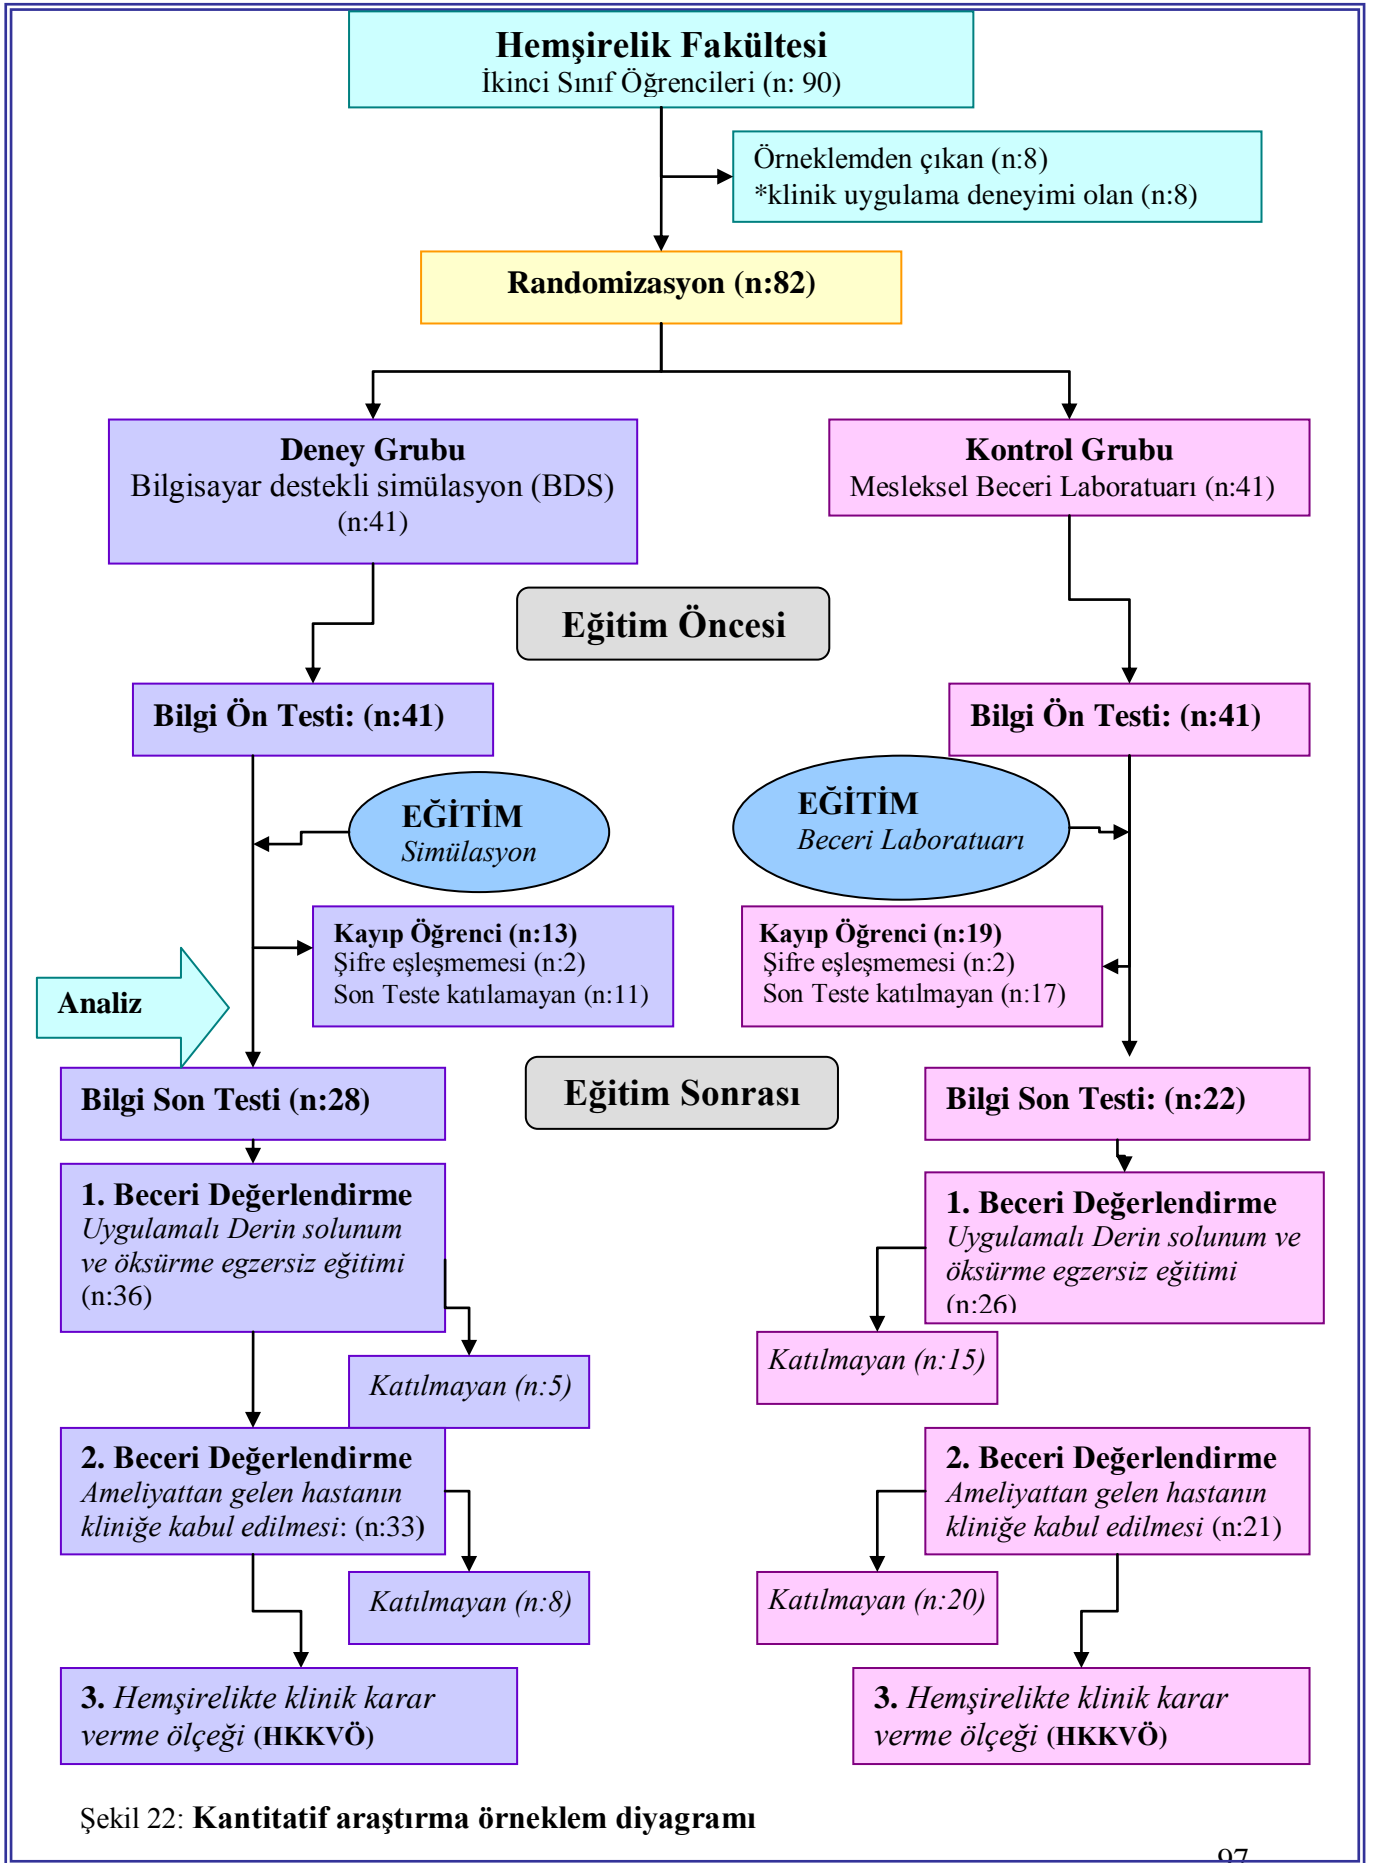 Hemşirelik Fakültesi
İkinci Sınıf Öğrencileri (n: 90)
Örneklemden çıkan (n:8)
*klinik uygulama deneyimi olan (n:8)
Randomizasyon (n:82)
Deney Grubu
Bilgisayar destekli simülasyon (BDS)
(n:41)
Kontrol Grubu
Mesleksel Beceri Laboratuarı (n:41)
Eğitim Öncesi
Bilgi Ön Testi: (n:41)
Bilgi Ön Testi: (n:41)
EĞİTİM
Simülasyon
EĞİTİM
Beceri Laboratuarı
Kayıp Öğrenci (n:13)
Şifre eşleşmemesi (n:2)
Son Teste katılamayan (n:11)
Kayıp Öğrenci (n:19)
Şifre eşleşmemesi (n:2)
Son Teste katılmayan (n:17)
Analiz
Bilgi Son Testi (n:28)
Eğitim Sonrası
Bilgi Son Testi: (n:22)
1. Beceri Değerlendirme
Uygulamalı Derin solunum
ve öksürme egzersiz eğitimi
(n:36)
1. Beceri Değerlendirme
Uygulamalı Derin solunum ve
öksürme egzersiz eğitimi
(n:26)
Katılmayan (n:5)
Katılmayan (n:15)
2. Beceri Değerlendirme
Ameliyattan gelen hastanın
kliniğe kabul edilmesi: (n:33)
2. Beceri Değerlendirme
Ameliyattan gelen hastanın
kliniğe kabul edilmesi (n:21)
Katılmayan (n:8)
Katılmayan (n:20)
3. Hemşirelikte klinik karar
verme ölçeği (HKKVÖ)
3. Hemşirelikte klinik karar
verme ölçeği (HKKVÖ)
Şekil 22: Kantitatif araştırma örneklem diyagramı
97